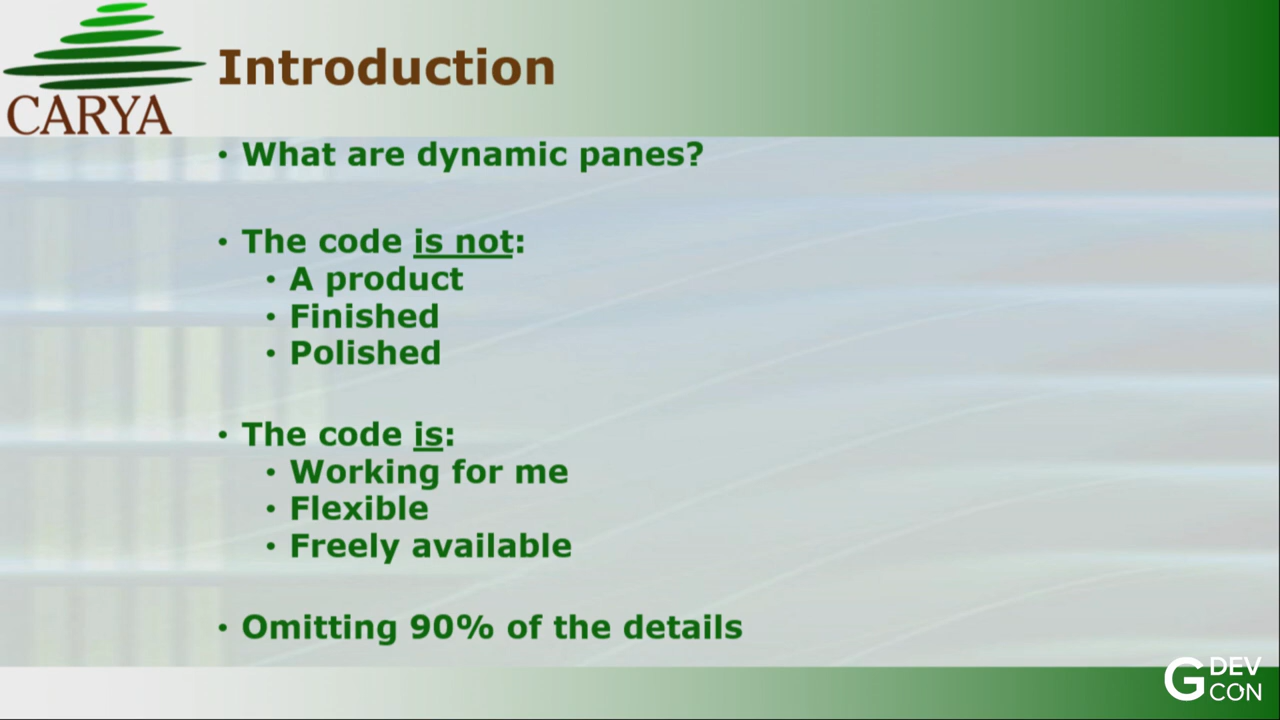 CARYA
Introduction
• What are dynamic panes?
• The code is not:
• A product
• Finished
• Polished
• The code is:
• Working for me
• Flexible
• Freely available
• Omitting 90% of the details
G DEV
CON